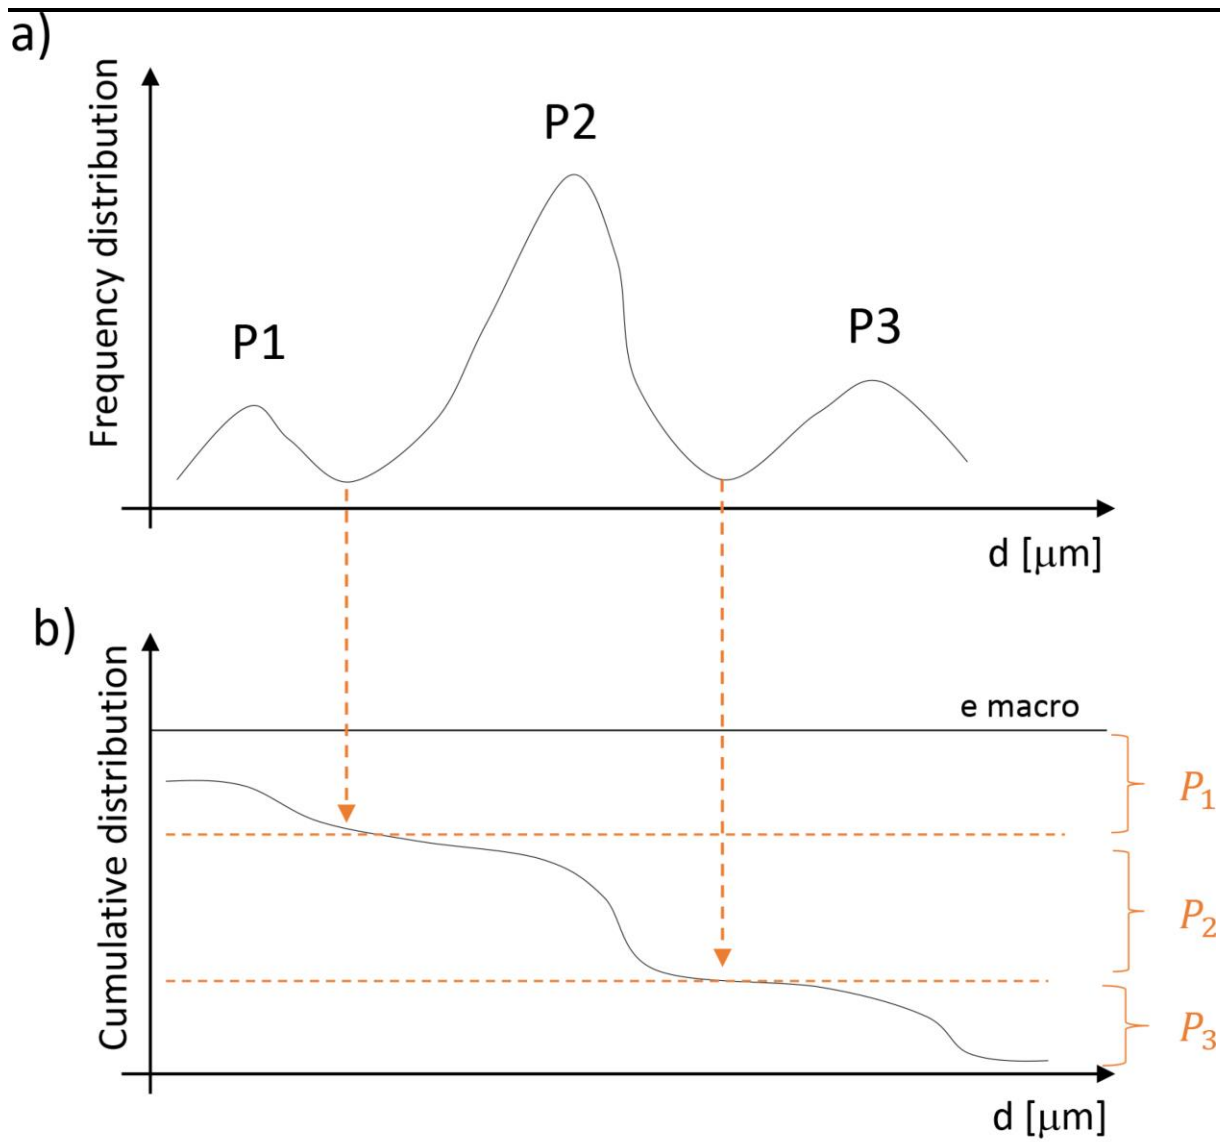 a)
Frequency distribution
P1
P2
P3
d [μm]
b)
Cumulative distribution
e macro
P₁
P₂
P₃
d [μm]